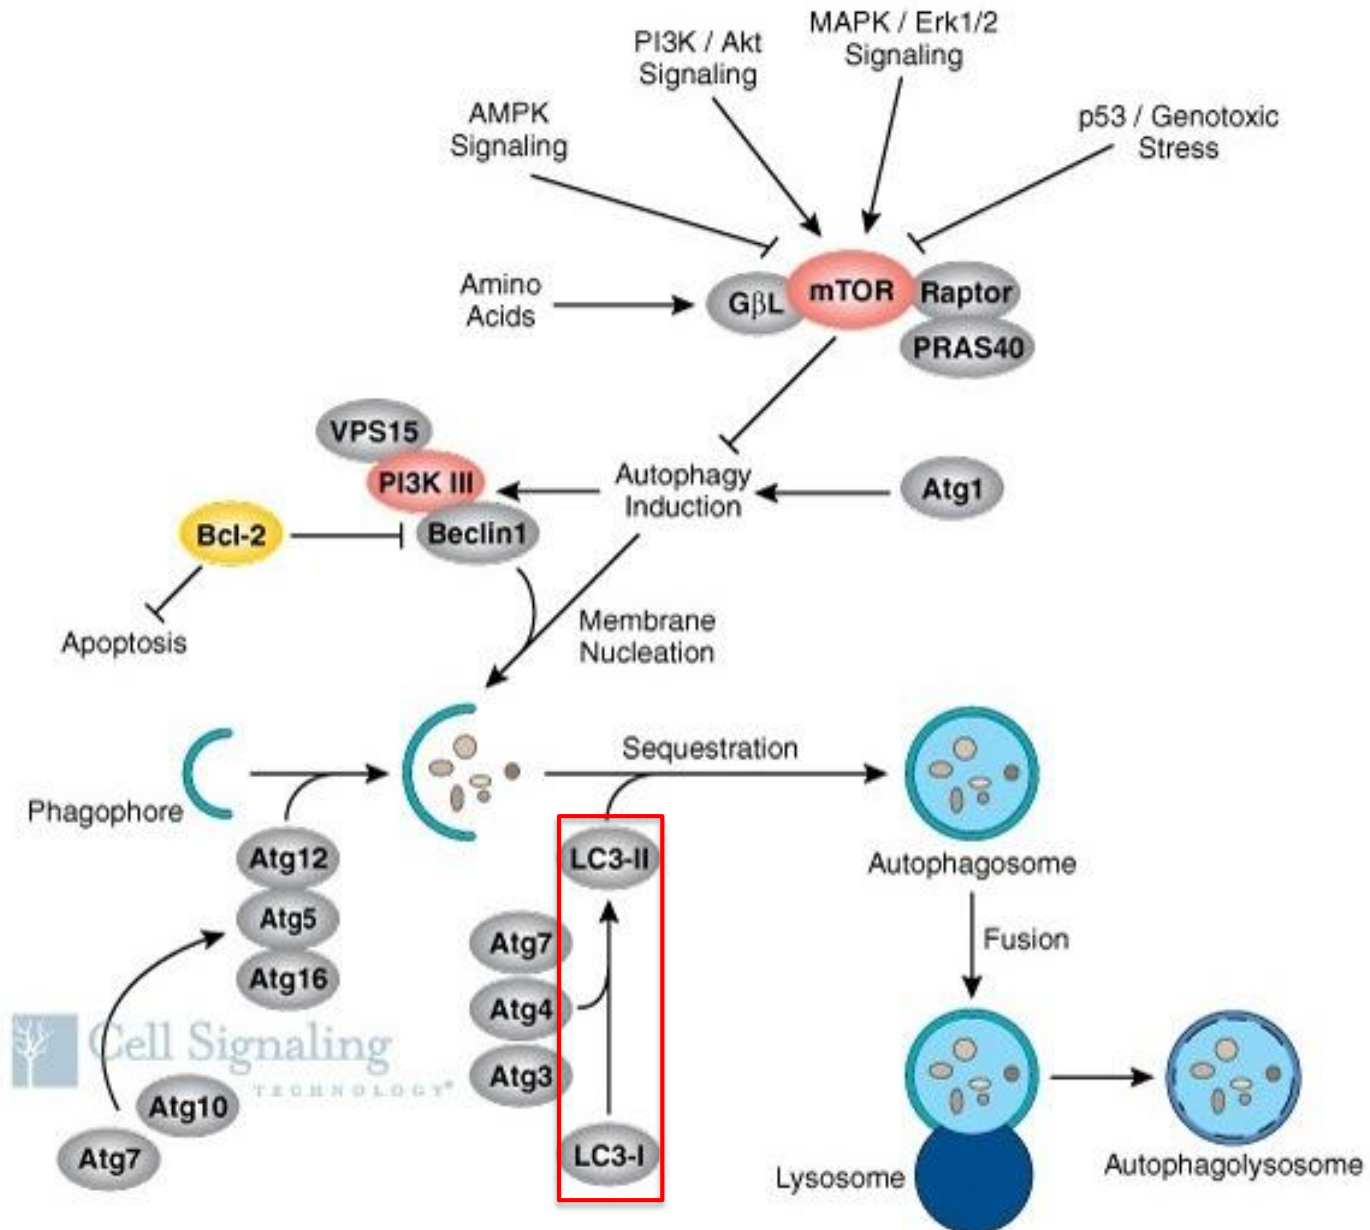 MAPK / Erk1/2
Signaling
PI3K / Akt
Signaling
AMPK
Signaling
p53 / Genotoxic
Stress
Amino
Acids
GβL
mTOR
Raptor
PRAS40
VPS15
PI3K III
Beclin1
Bcl-2
Autophagy
Induction
Atg1
Apoptosis
Membrane
Nucleation
Phagophore
Sequestration
Atg12
Atg5
Atg16
LC3-II
Autophagosome
Atg7
Atg4
Atg3
Fusion
Cell Signaling
TECHNOLOGY®
Atg10
Atg7
LC3-I
Lysosome
Autophagolysosome